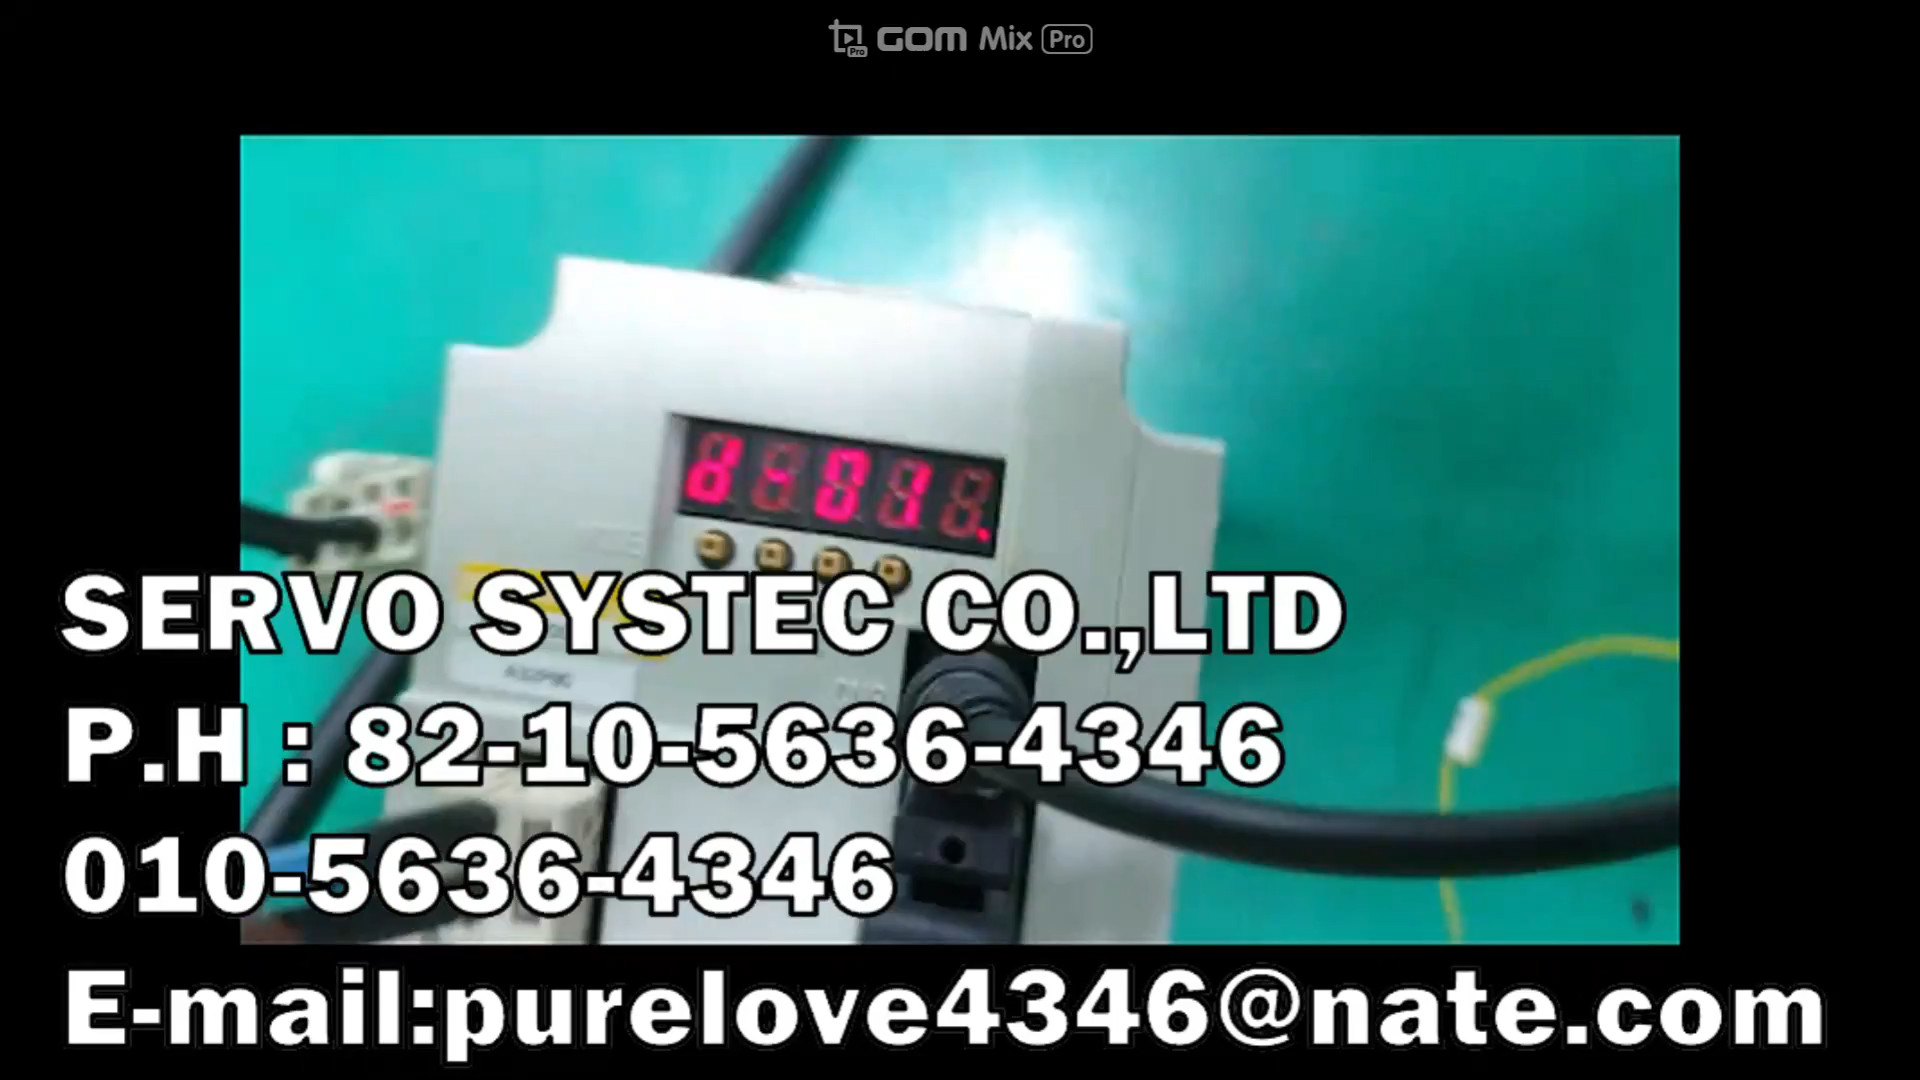 GOM Mix Pro
SERVO SYSTEC CO.,LTD
P.H : 82-10-5636-4346
010-5636-4346
E-mail:purelove4346@nate.com